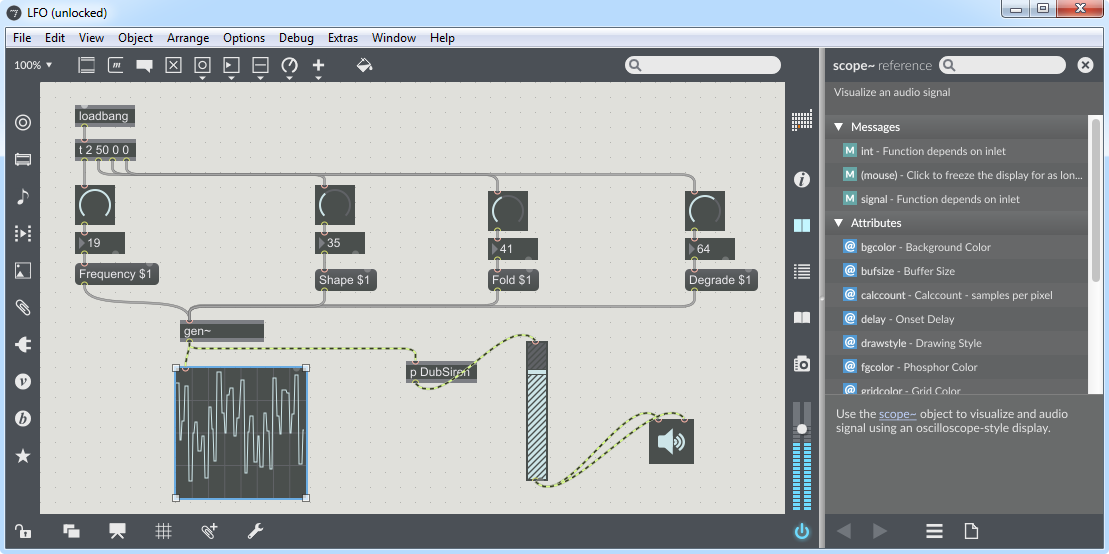 LFO (unlocked)
File Edit View Object Arrange Options Debug Extras Window Help
100%
scope~ reference
Visualize an audio signal
loadbang
t 2 50 0 0
19
35
41
64
Frequency $1
Shape $1
Fold $1
Degrade $1
gen~
p DubSiren
Messages
M int - Function depends on inlet
M (mouse) - Click to freeze the display for as lon...
M signal - Function depends on inlet
Attributes
@ bgcolor - Background Color
@ bufsize - Buffer Size
@ calccount - Calccount - samples per pixel
@ delay - Onset Delay
@ drawstyle - Drawing Style
@ fgcolor - Phosphor Color
@ gridcolor - Grid Color
Use the scope~ object to visualize and audio
signal using an oscilloscope-style display.